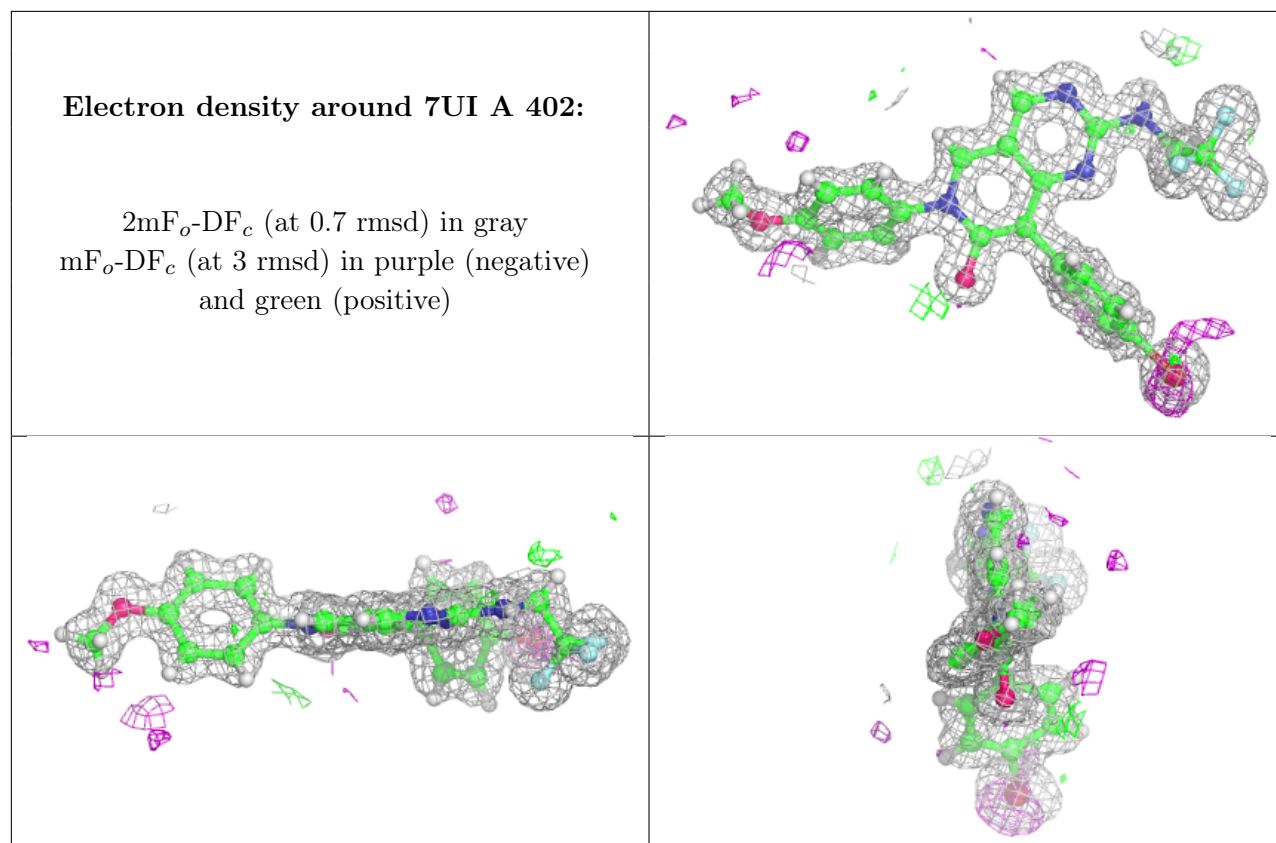 Electron density around 7UI A 402:
2mFo-DFc (at 0.7 rmsd) in gray
mFo-DFc (at 3 rmsd) in purple (negative)
and green (positive)